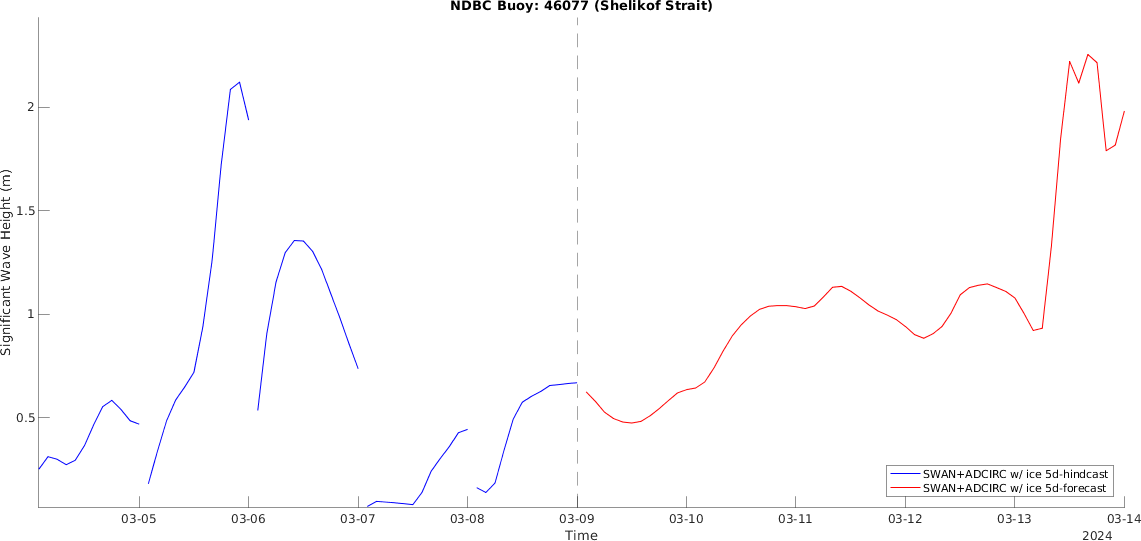 NDBC Buoy: 46077 (Shelikof Strait)
Significant Wave Height (m)
2
1.5
1
0.5
SWAN+ADCIRC w/ ice 5d-hindcast
SWAN+ADCIRC w/ ice 5d-forecast
03-05 03-06 03-07 03-08 03-09 03-10 03-11 03-12 03-13 03-14
Time
2024